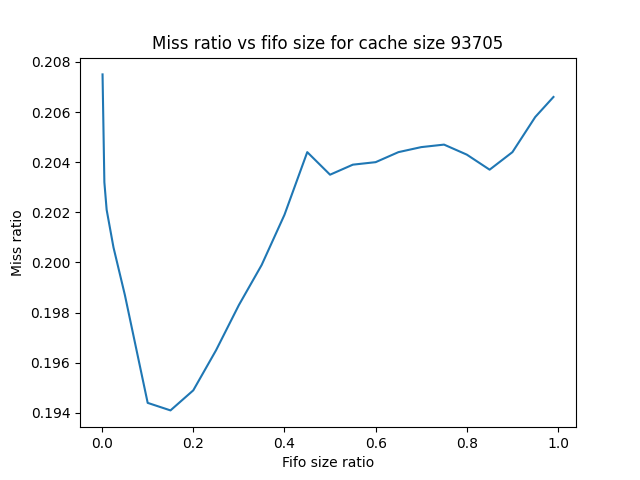 Miss ratio vs fifo size for cache size 93705
0.208
0.206
0.204
0.202
0.200
0.198
0.196
0.194
Miss ratio
0.0 0.2 0.4 0.6 0.8 1.0
Fifo size ratio